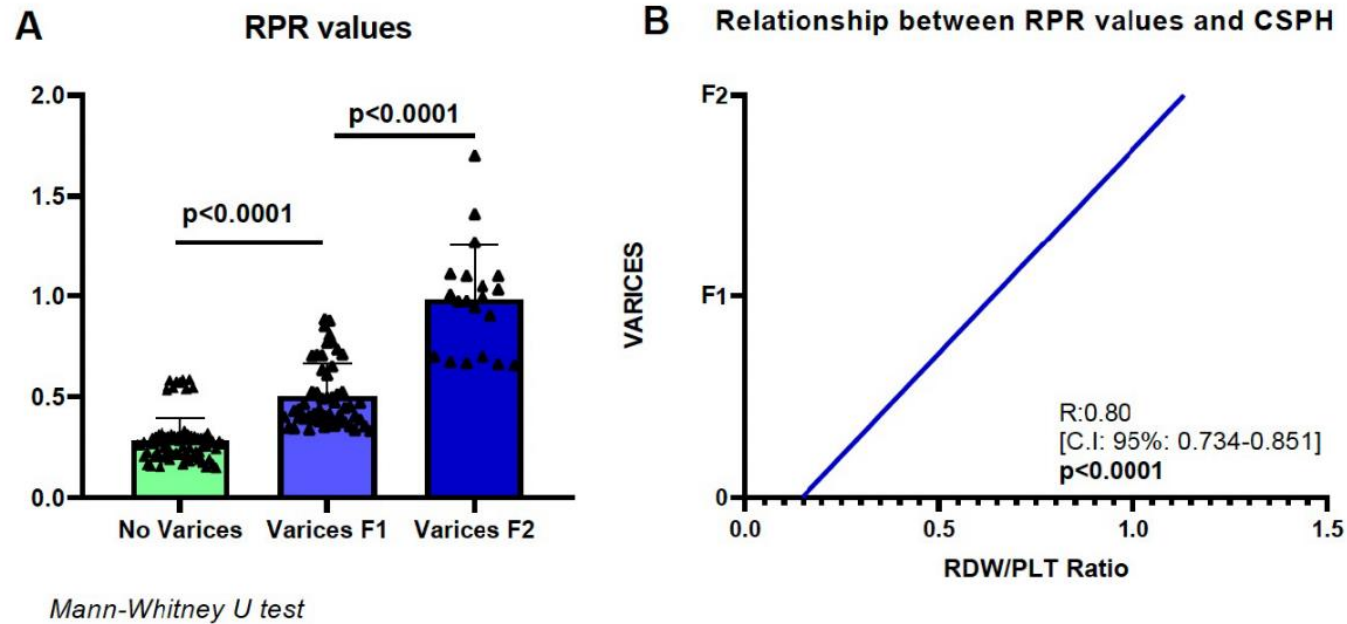 A
RPR values
2.0
1.5
1.0
0.5
0.0
p<0.0001
p<0.0001
No Varices
Varices F1
Varices F2
Mann-Whitney U test
B
Relationship between RPR values and CSPH
VARICES
F2
F1
0
R:0.80
[C.I: 95%: 0.734-0.851]
p<0.0001
0.0
0.5
1.0
1.5
RDW/PLT Ratio